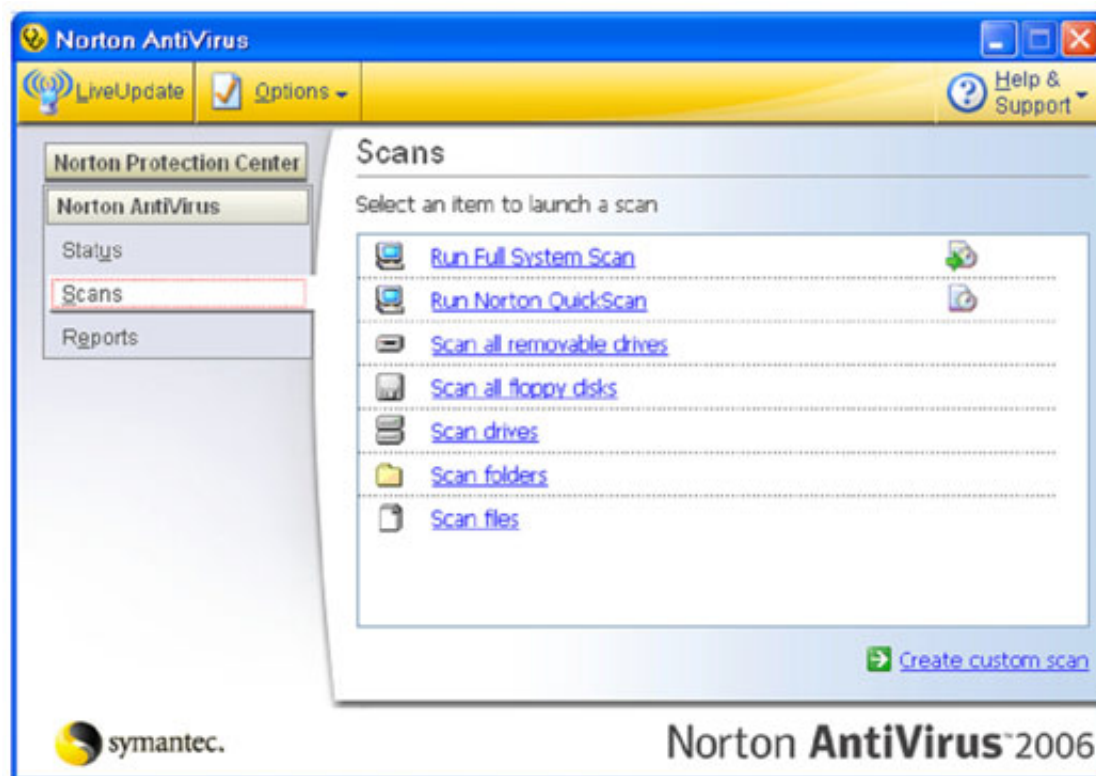 Norton AntiVirus
LiveUpdate Options Help & Support
Norton Protection Center
Norton AntiVirus
Status
Scans
Reports
Scans
Select an item to launch a scan
Run Full System Scan
Run Norton QuickScan
Scan all removable drives
Scan all floppy disks
Scan drives
Scan folders
Scan files
Create custom scan
symantec.
Norton AntiVirus™2006